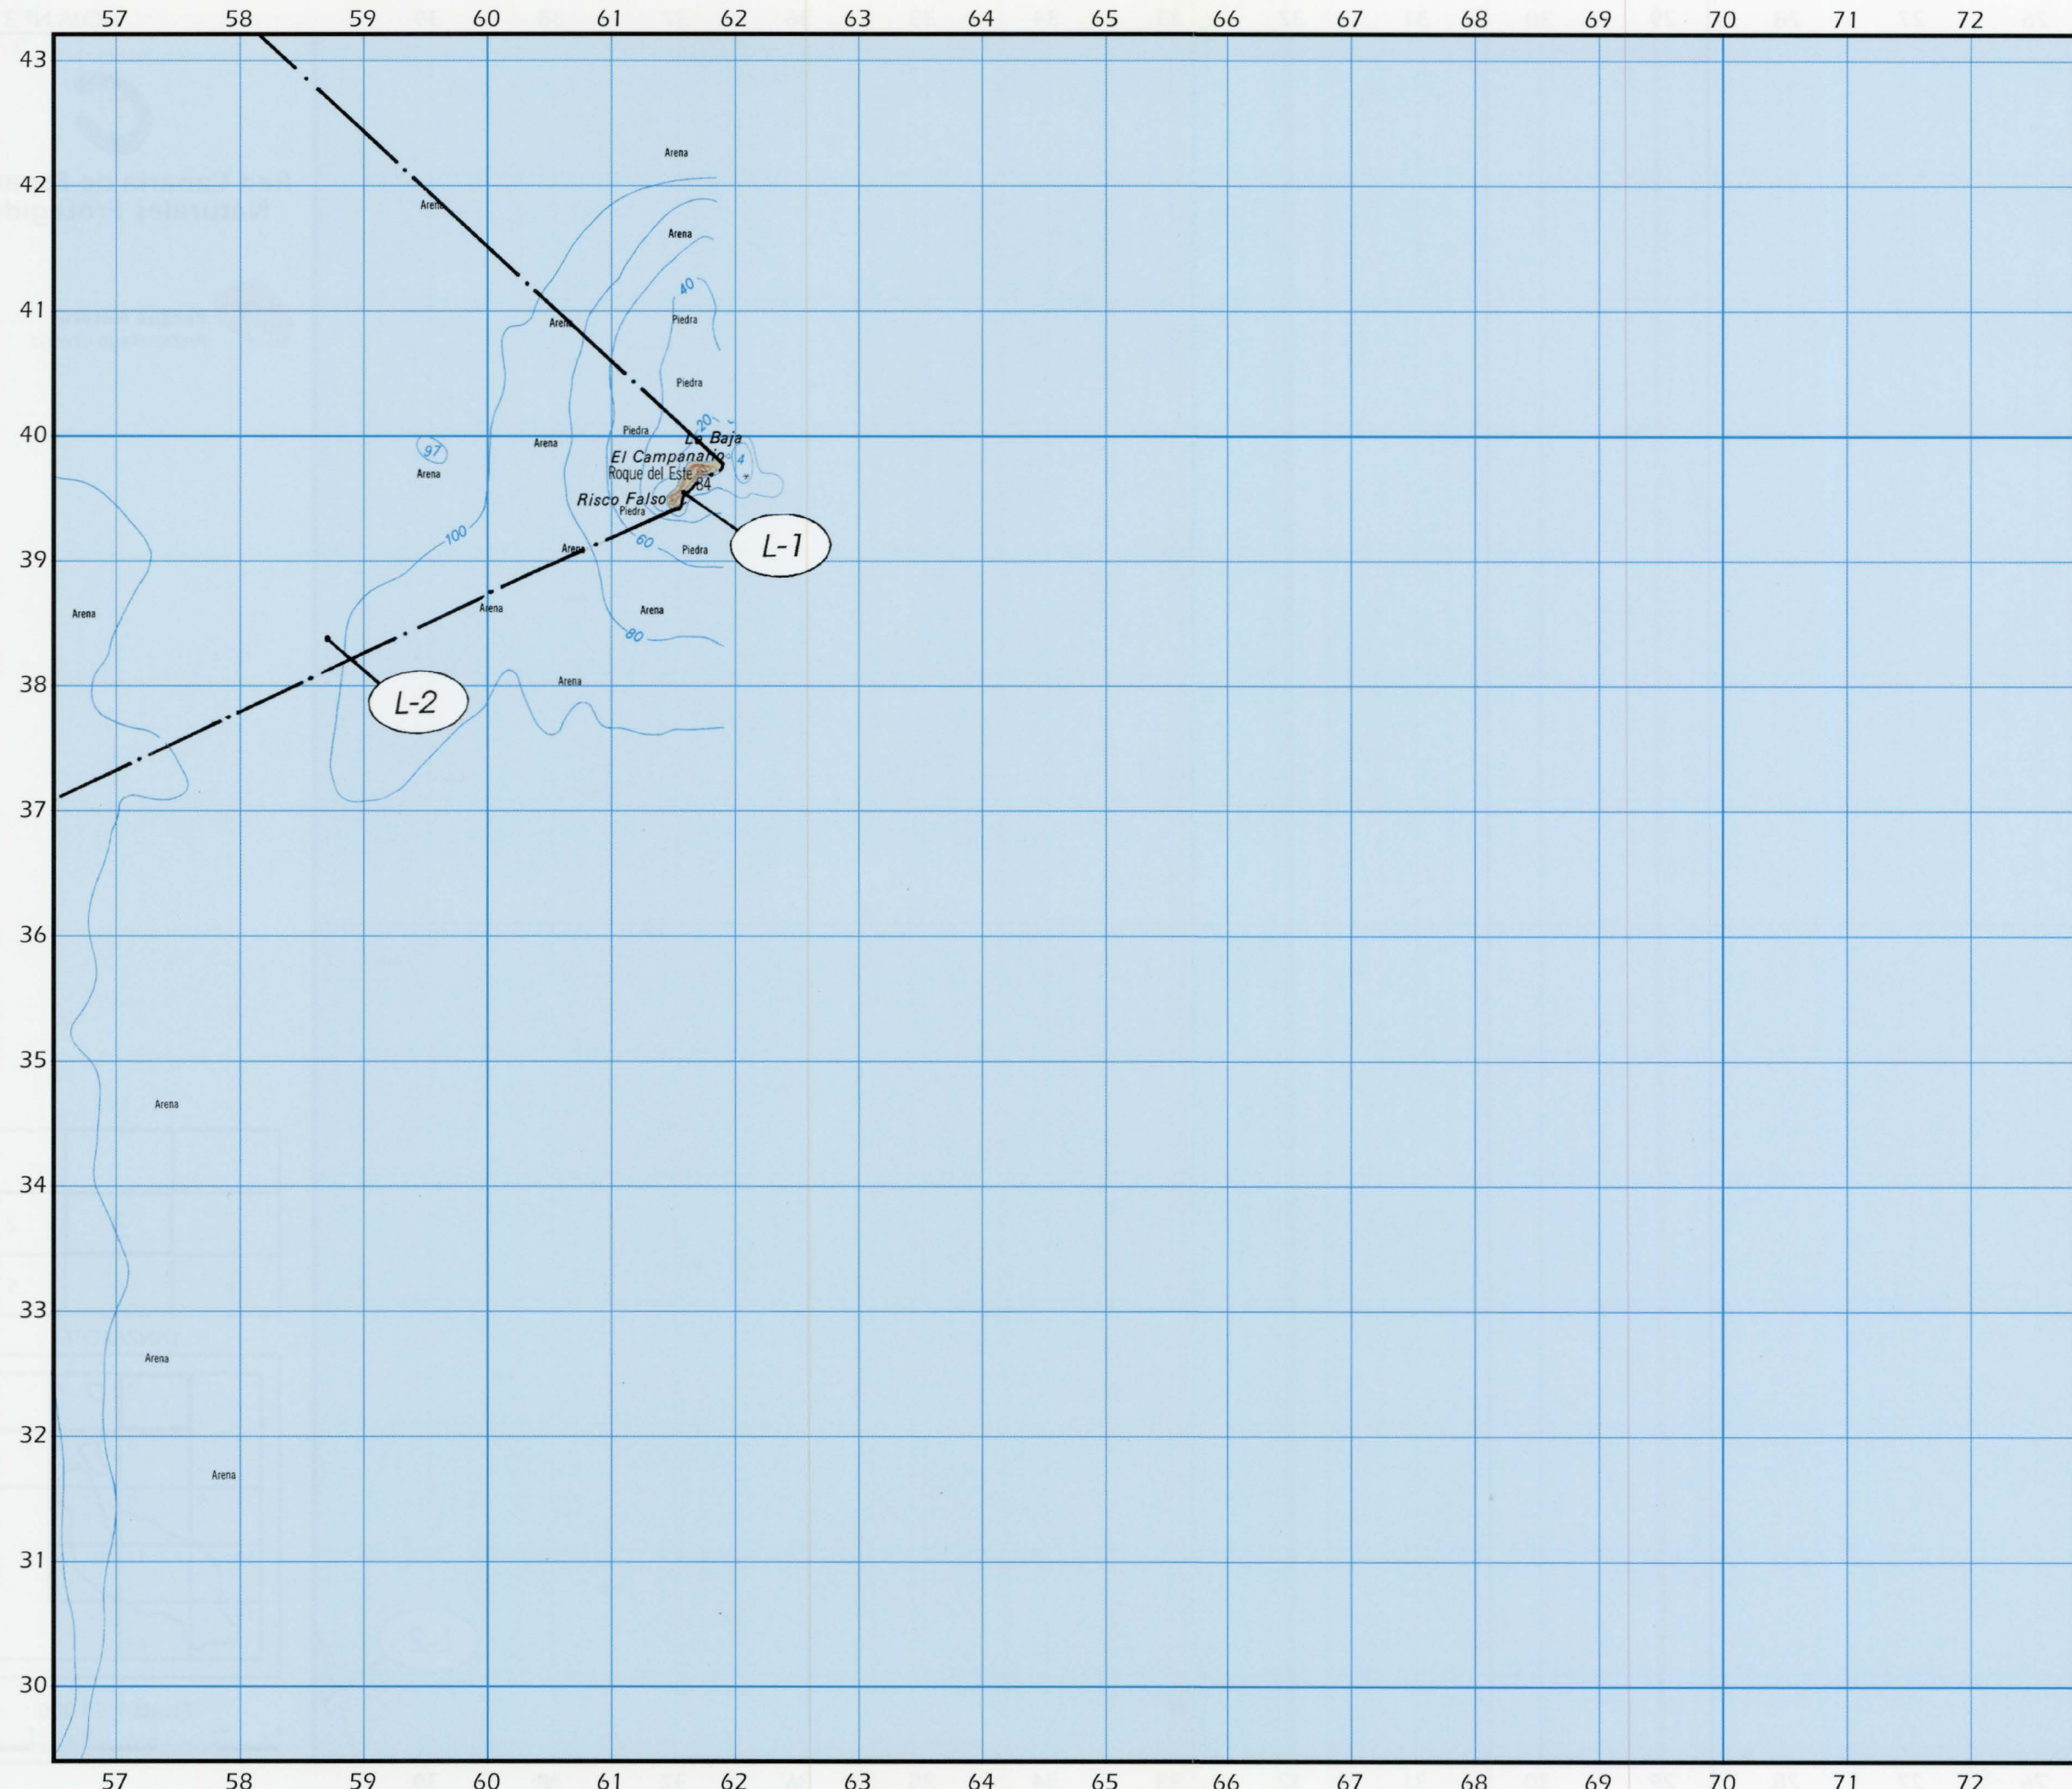 57 58 59 60 61 62 63 64 65 66 67 68 69 70 71 72
43
Arena
42
Arena
Arena
40
41
Piedra
Arena
Piedra
20
Piedra
40
La Baja
Arena
97
El Campanario
4
Arena
Roque del Este
84
Risco Falso
Piedra
100
60
L-1
Arena
Piedra
39
Arena
Arena
Arena
80
Arena
38
L-2
37
36
35
Arena
34
33
Arena
32
Arena
31
30
57 58 59 60 61 62 63 64 65 66 67 68 69 70 71 72